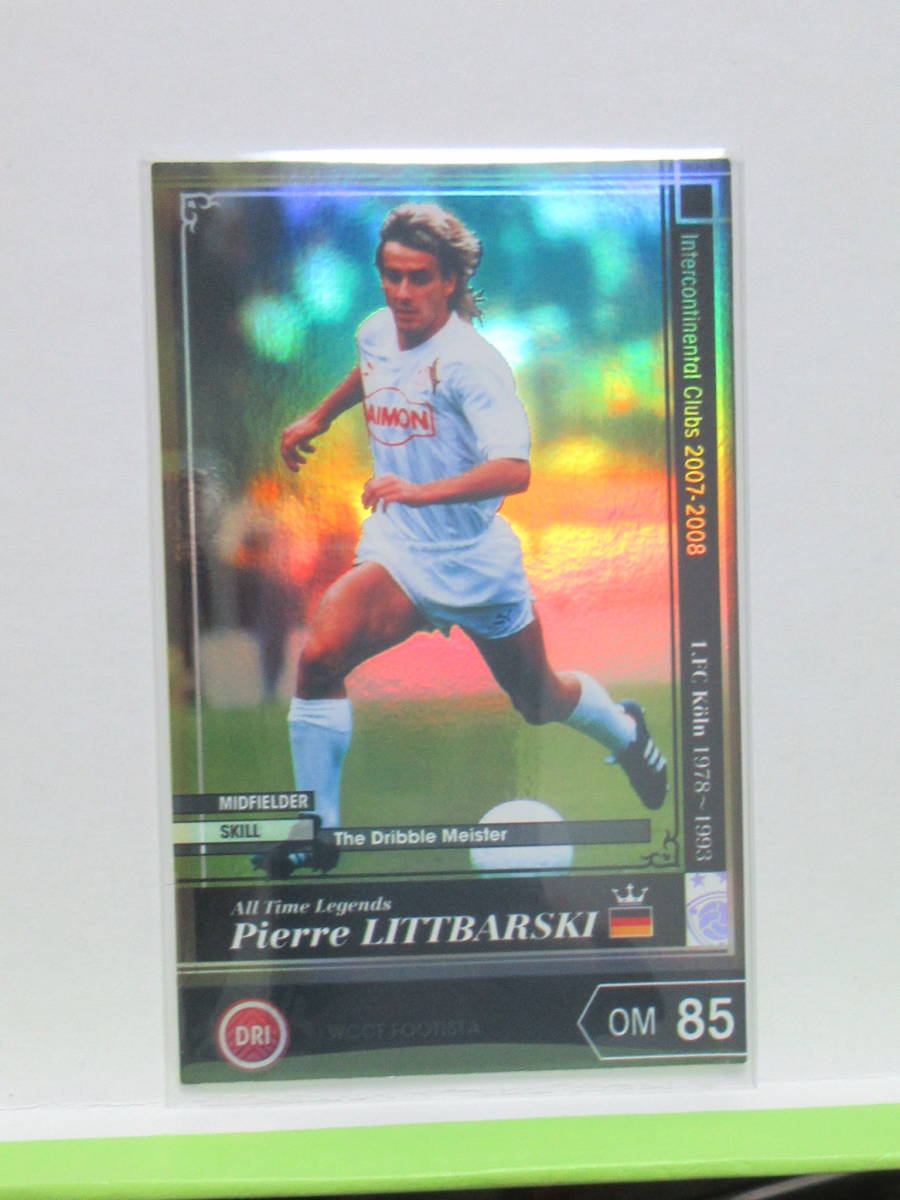 Intercontinental Clubs 2007-2008
1.FC Köln 1978~1993
AIMON
MIDFIELDER
SKILL
The Dribble Meister
All Time Legends
Pierre LITTBARSKI
DRI
WCCF FOOTISTA
OM 85